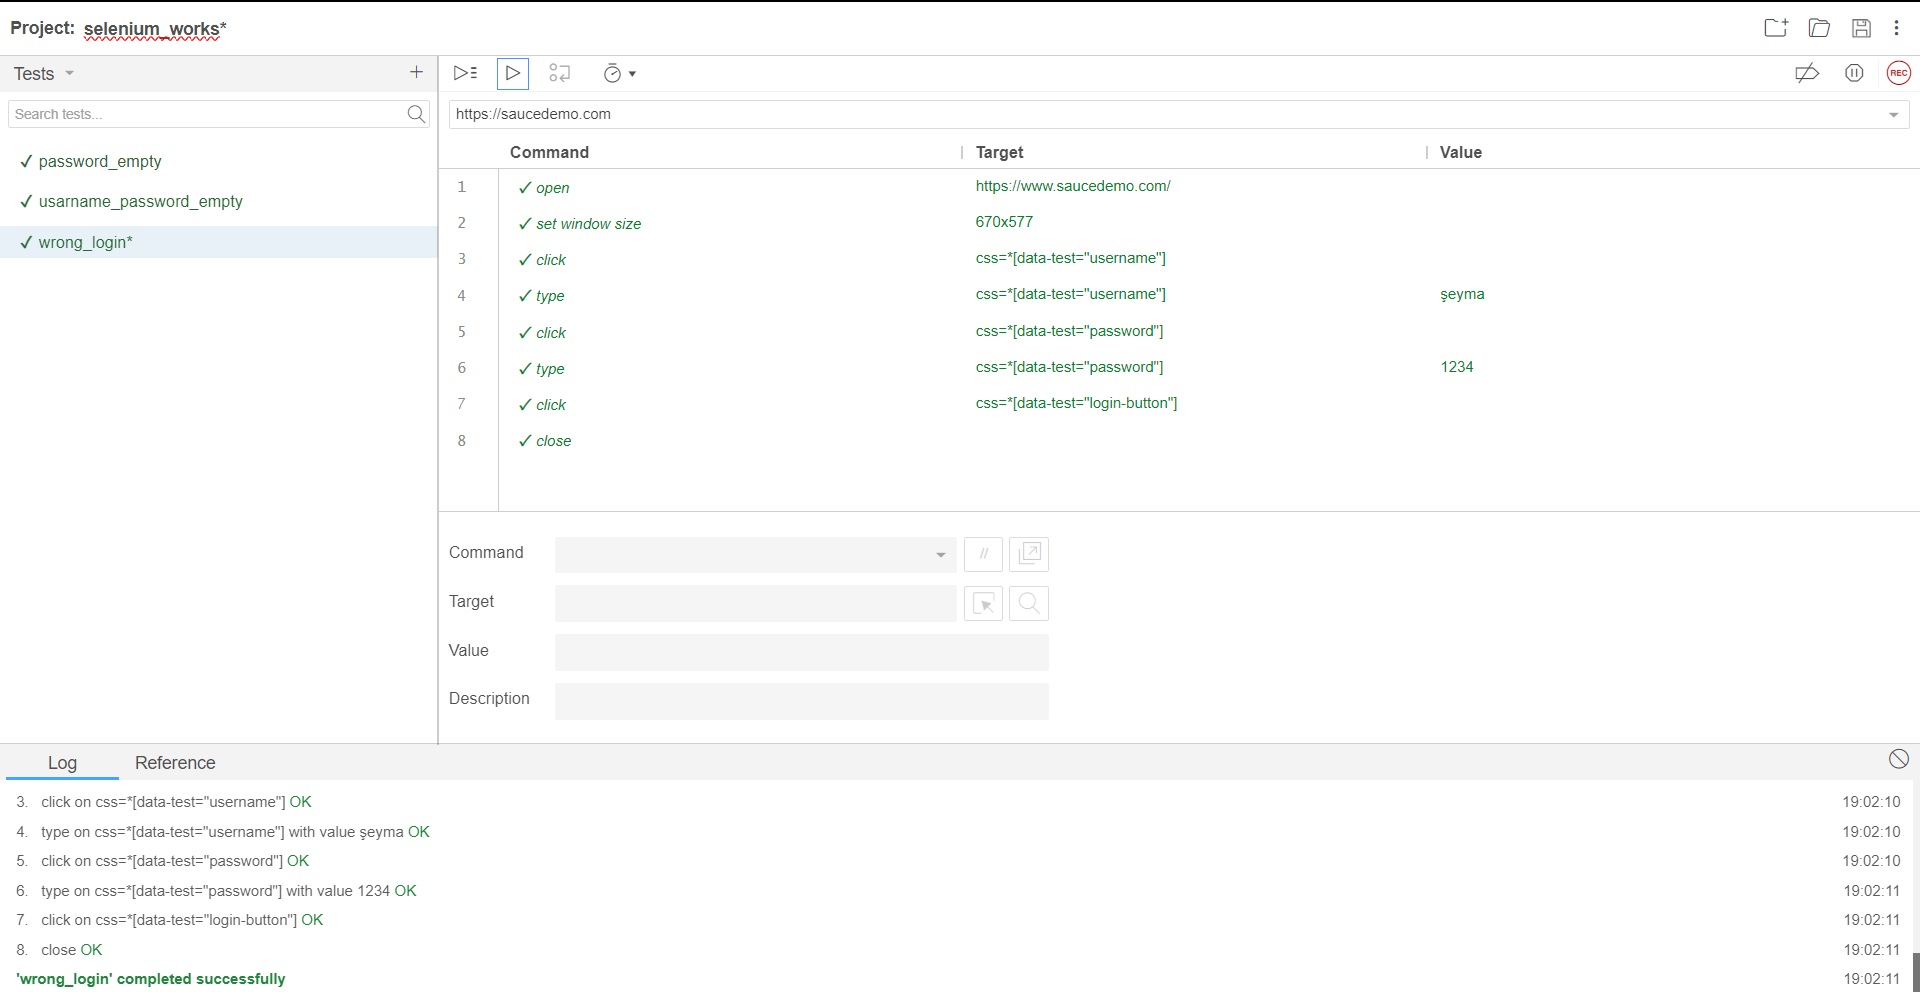 Project: selenium_works*
Tests
REC
Search tests...
https://saucedemo.com
password_empty
usarname_password_empty
wrong_login*
Command Target Value
1 open https://www.saucedemo.com/
2 set window size 670x577
3 click css=*[data-test="username"]
4 type css=*[data-test="username"] şeyma
5 click css=*[data-test="password"]
6 type css=*[data-test="password"] 1234
7 click css=*[data-test="login-button"]
8 close
Command //
Target
Value
Description
Log Reference
3. click on css=*[data-test="username"] OK 19:02:10
4. type on css=*[data-test="username"] with value şeyma OK 19:02:10
5. click on css=*[data-test="password"] OK 19:02:10
6. type on css=*[data-test="password"] with value 1234 OK 19:02:11
7. click on css=*[data-test="login-button"] OK 19:02:11
8. close OK 19:02:11
'wrong_login' completed successfully 19:02:11